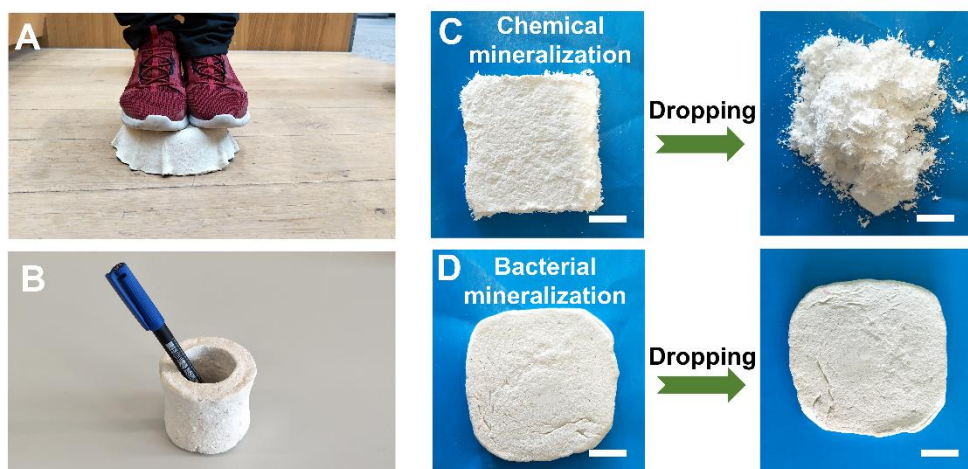 A
B
C
Chemical
mineralization
Dropping
D
Bacterial
mineralization
Dropping